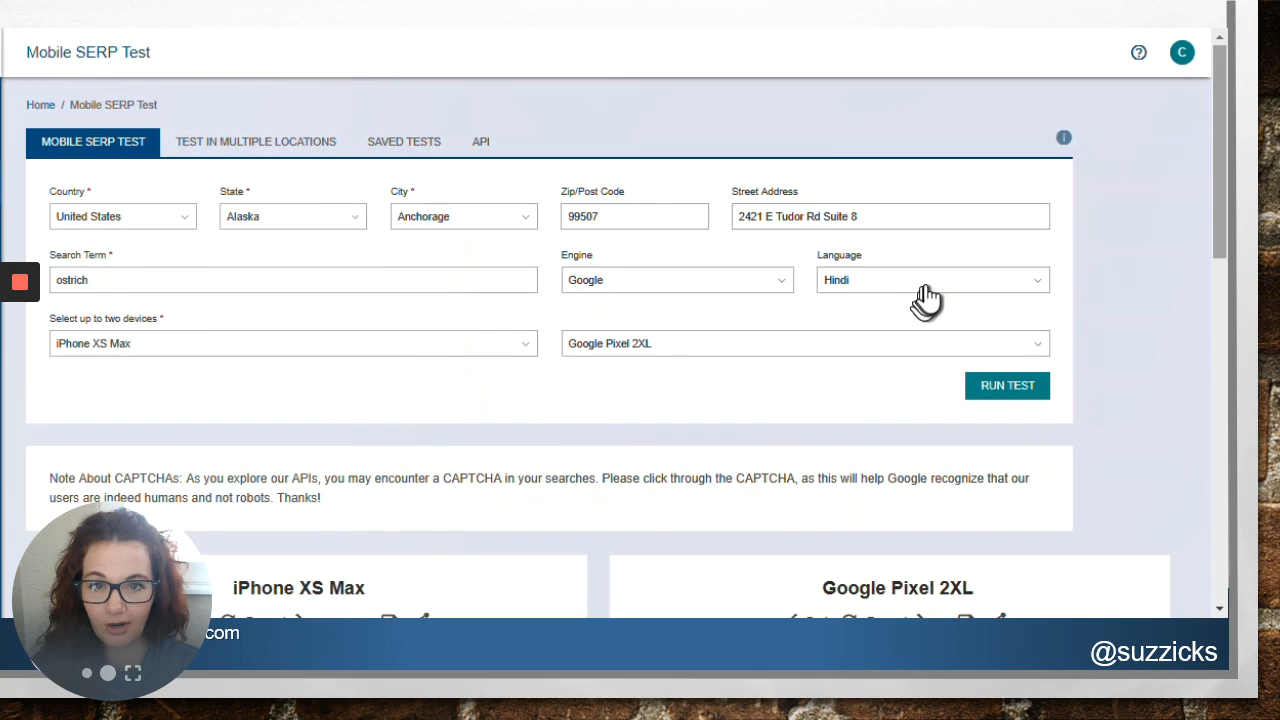 Mobile SERP Test
C
Home / Mobile SERP Test
MOBILE SERP TEST TEST IN MULTIPLE LOCATIONS SAVED TESTS API
Country * State * City * Zip/Post Code Street Address
United States Alaska Anchorage 99507 2421 E Tudor Rd Suite 8
Search Term * Engine Language
ostrich Google Hindi
Select up to two devices *
iPhone XS Max Google Pixel 2XL
RUN TEST
Note About CAPTCHAs: As you explore our APIs, you may encounter a CAPTCHA in your searches. Please click through the CAPTCHA, as this will help Google recognize that our
users are indeed humans and not robots. Thanks!
iPhone XS Max Google Pixel 2XL
com
@suzzicks